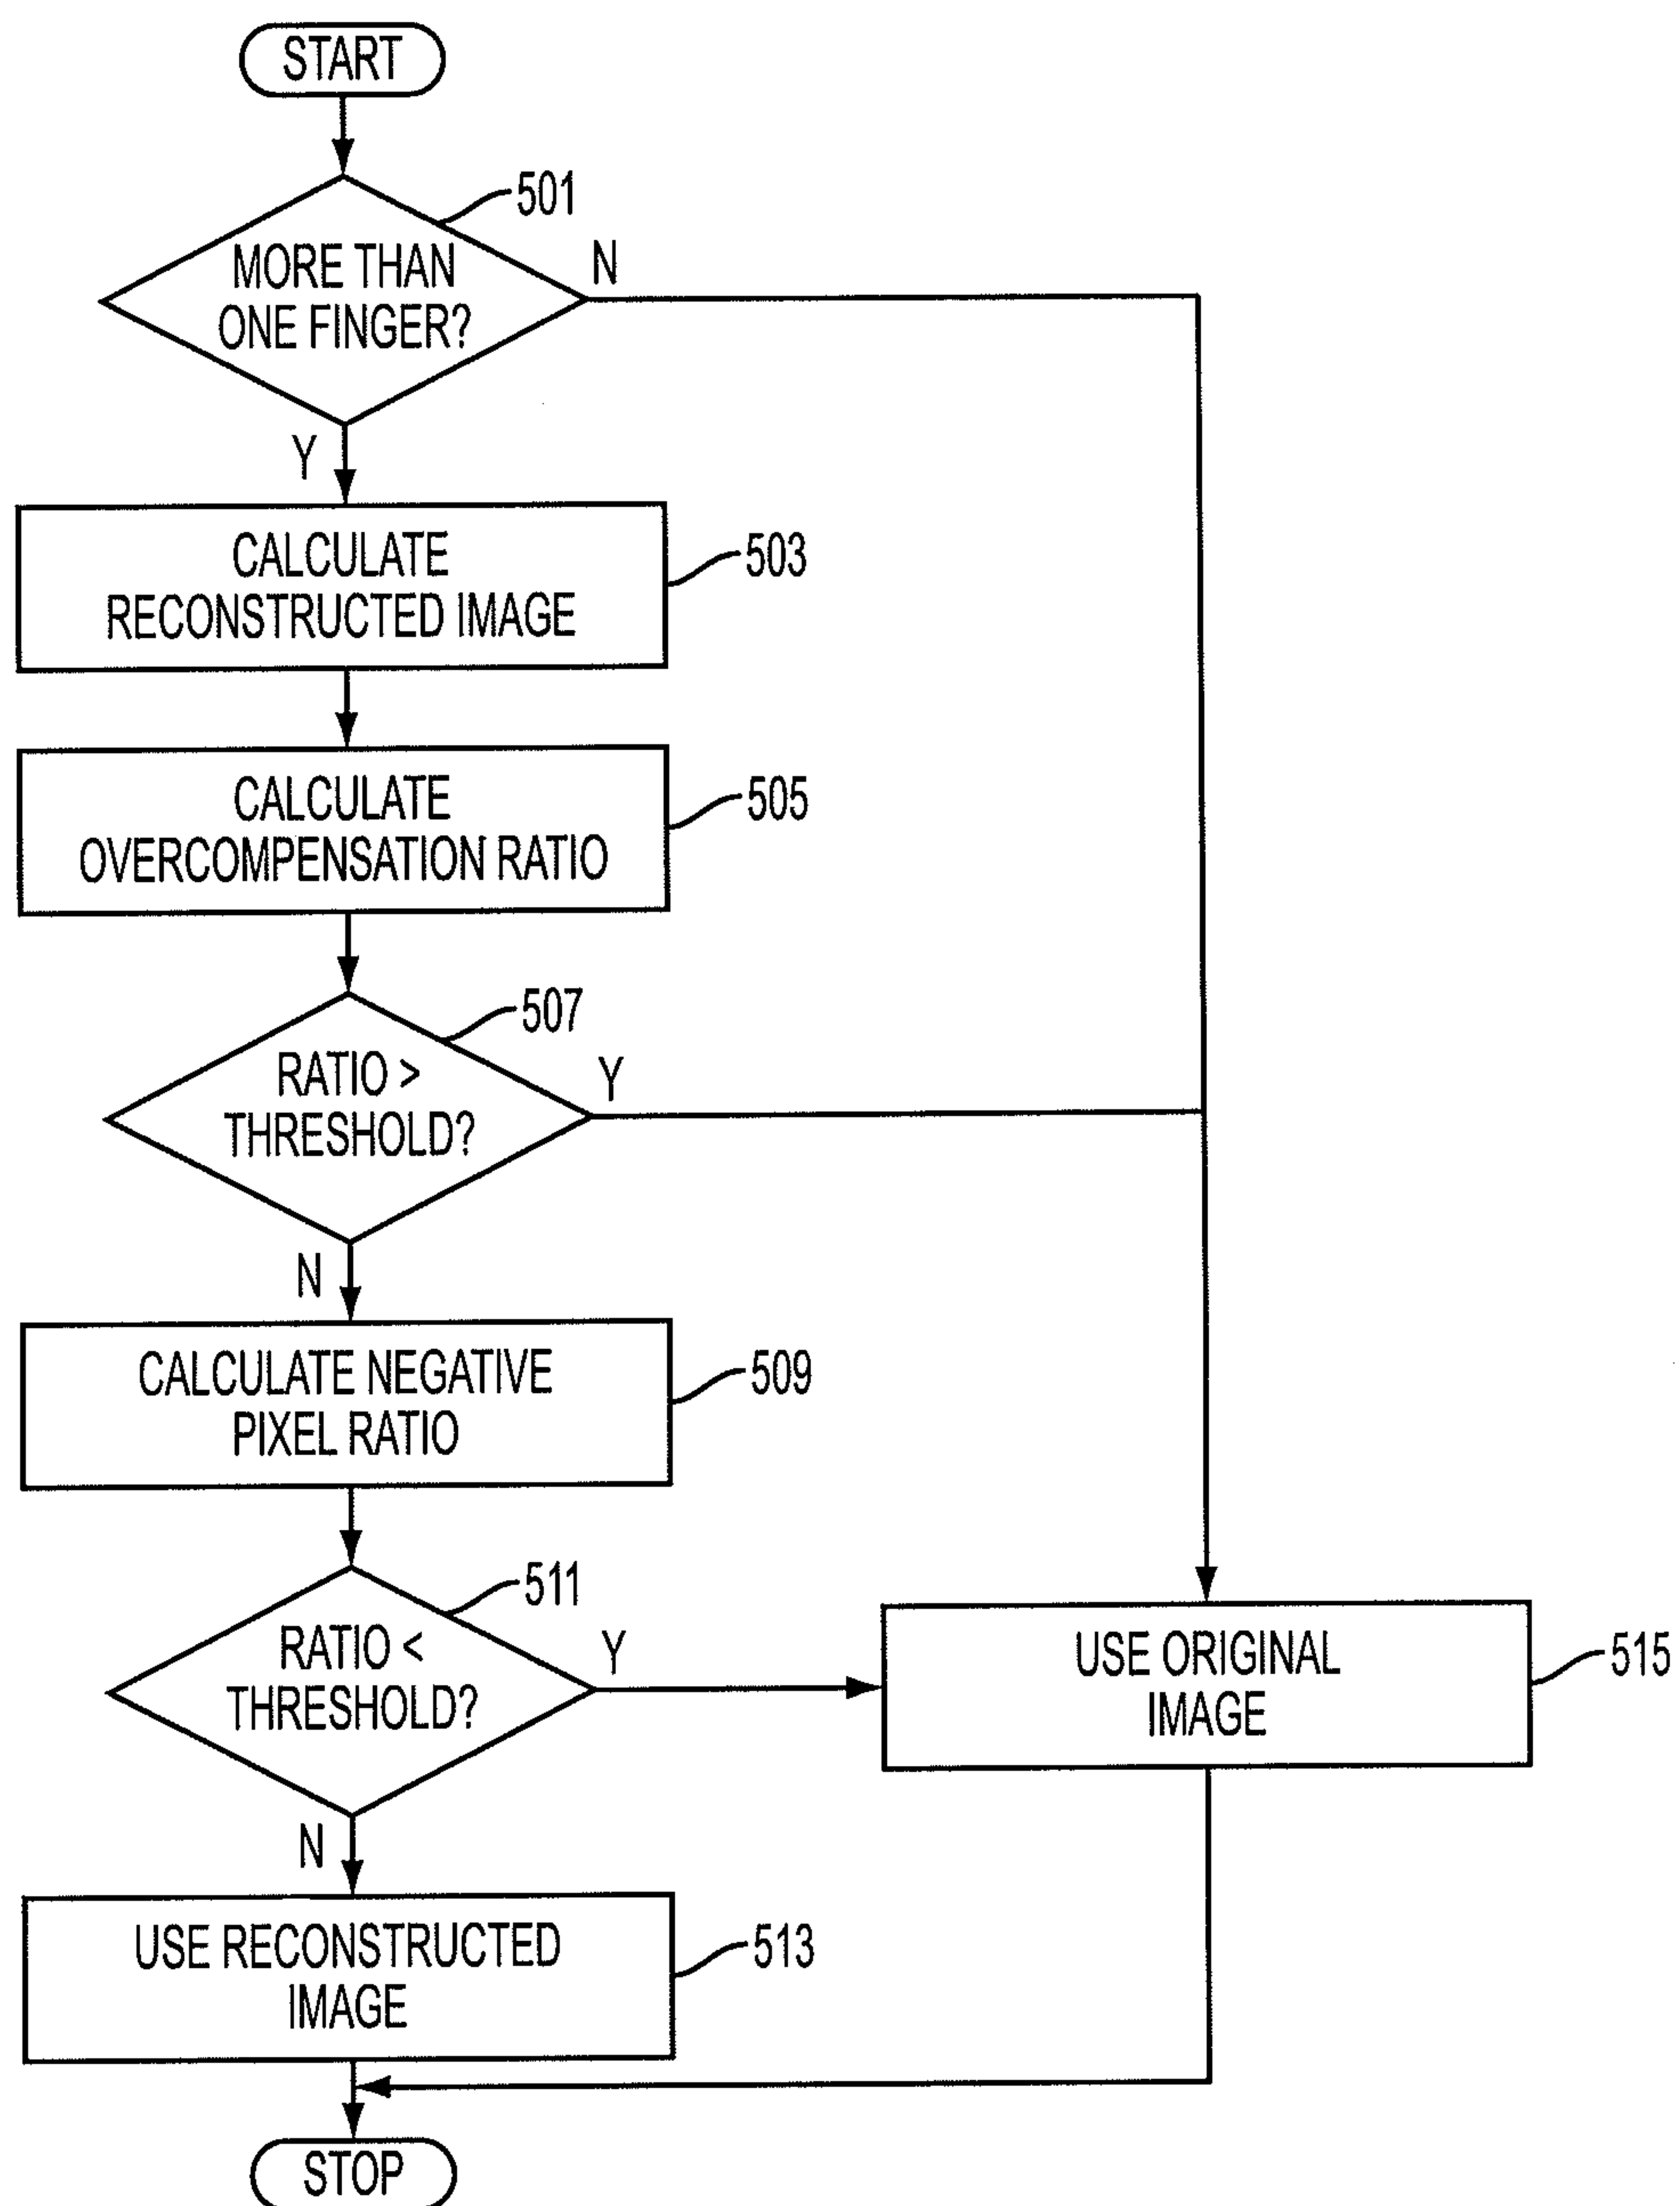 START
501
MORE THAN
ONE FINGER?
N
Y
CALCULATE
RECONSTRUCTED IMAGE
503
CALCULATE
OVERCOMPENSATION RATIO
505
507
RATIO >
THRESHOLD?
Y
N
CALCULATE NEGATIVE
PIXEL RATIO
509
511
RATIO <
THRESHOLD?
Y
N
USE ORIGINAL
IMAGE
515
USE RECONSTRUCTED
IMAGE
513
STOP